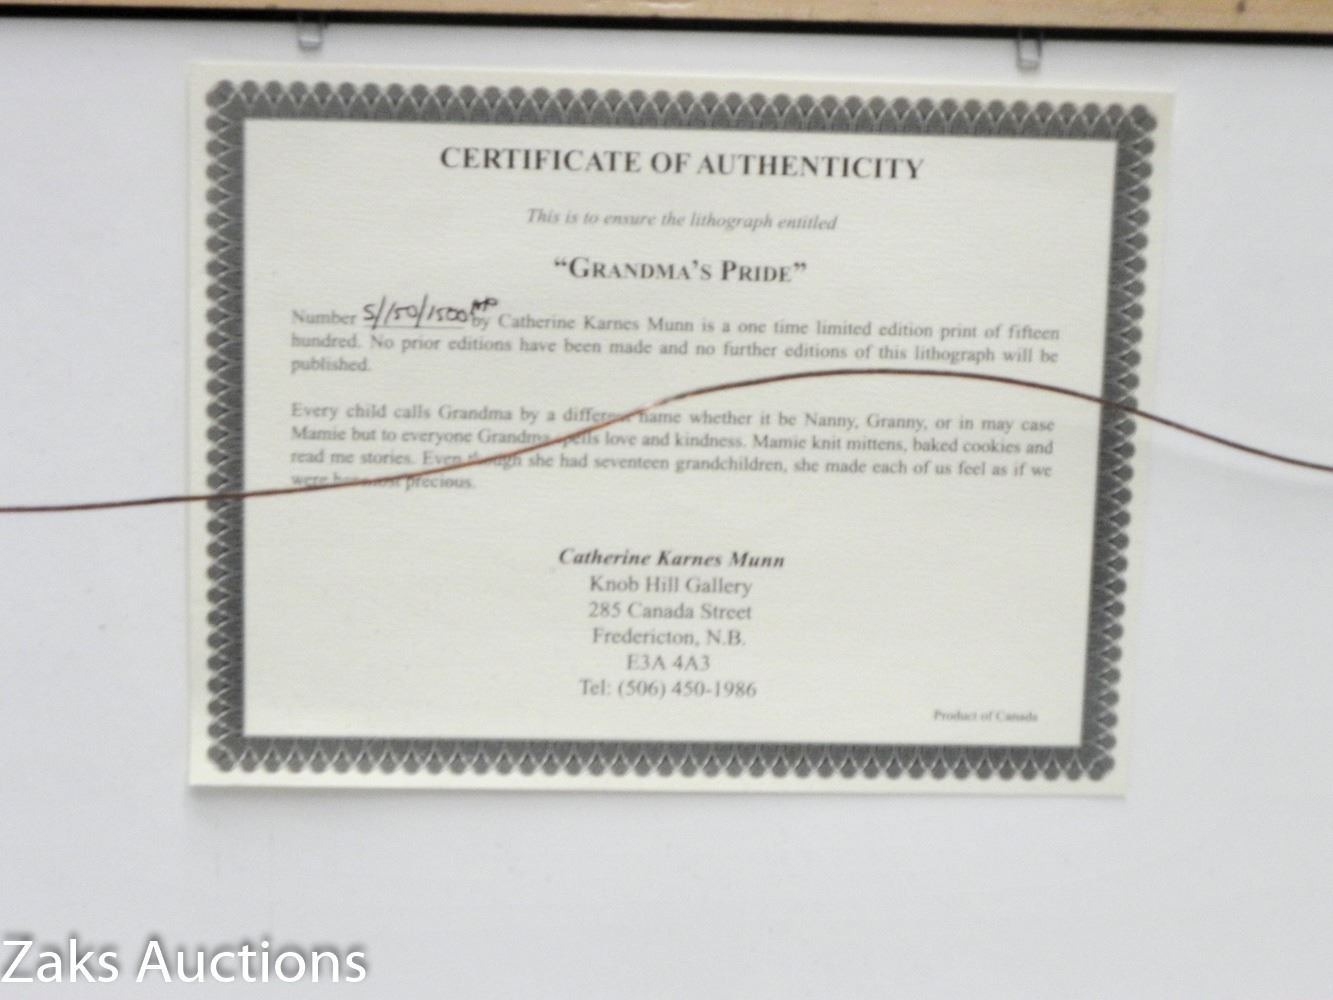 CERTIFICATE OF AUTHENTICITY
This is to ensure the lithograph entitled
“GRANDMA’S PRIDE”
Number 5/150/1500 AP by Catherine Karnes Munn is a one time limited edition print of fifteen
hundred. No prior editions have been made and no further editions of this lithograph will be
published.
Every child calls Grandma by a different name whether it be Nanny, Granny, or in may case
Mamie but to everyone Grandma spells love and kindness. Mamie knit mittens, baked cookies and
read me stories. Even though she had seventeen grandchildren, she made each of us feel as if we
were her most precious.
Catherine Karnes Munn
Knob Hill Gallery
285 Canada Street
Fredericton, N.B.
E3A 4A3
Tel: (506) 450-1986
Product of Canada
Zaks Auctions